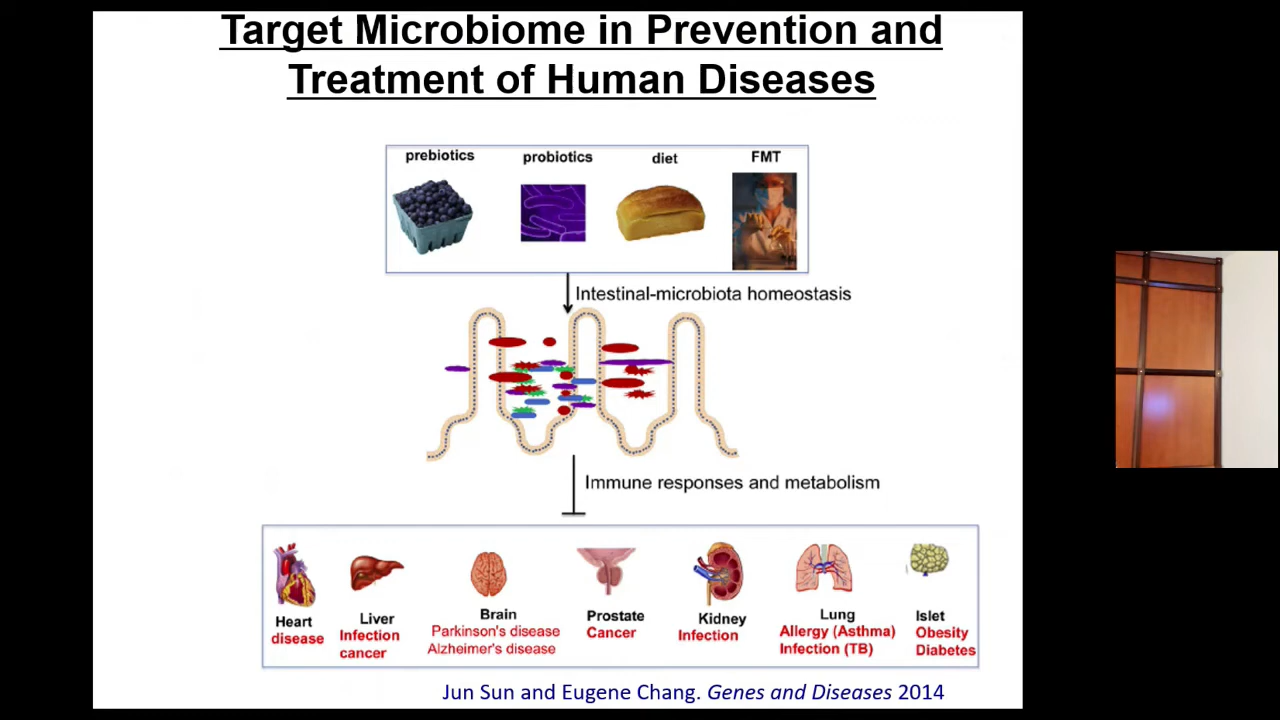 Target Microbiome in Prevention and
Treatment of Human Diseases
prebiotics probiotics diet FMT
Intestinal-microbiota homeostasis
Immune responses and metabolism
Heart
disease
Liver
Infection
cancer
Brain
Parkinson's disease
Alzheimer's disease
Prostate
Cancer
Kidney
Infection
Lung
Allergy (Asthma)
Infection (TB)
Islet
Obesity
Diabetes
Jun Sun and Eugene Chang. Genes and Diseases 2014